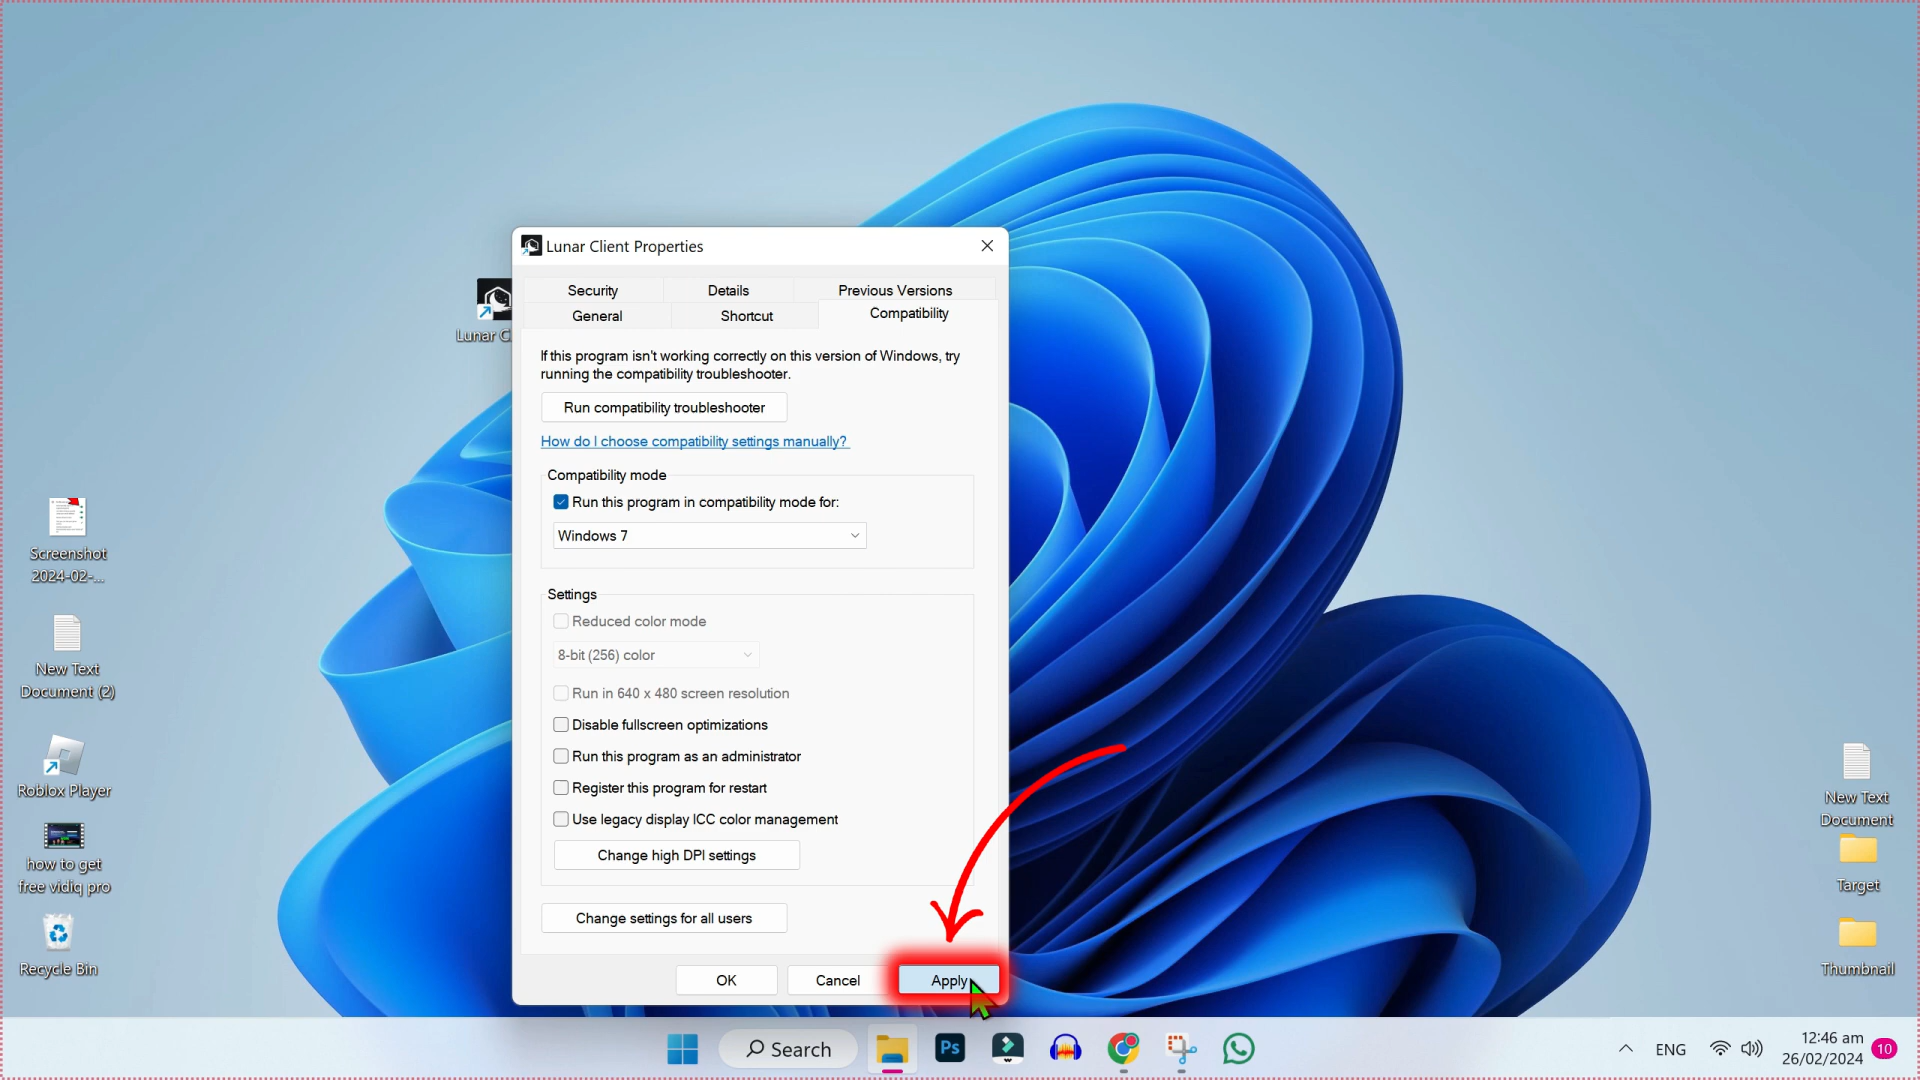 Lunar Client Properties
Security
Details
Previous Versions
General
Shortcut
Compatibility
If this program isn't working correctly on this version of Windows, try
running the compatibility troubleshooter.
Run compatibility troubleshooter
How do I choose compatibility settings manually?
Compatibility mode
Run this program in compatibility mode for:
Windows 7
Settings
Reduced color mode
8-bit (256) color
Run in 640 x 480 screen resolution
Disable fullscreen optimizations
Run this program as an administrator
Register this program for restart
Use legacy display ICC color management
Change high DPI settings
Change settings for all users
OK
Cancel
Apply
Lunar C
Screenshot
2024-02-...
New Text
Document (2)
Roblox Player
how to get
free vidiq pro
Recycle Bin
New Text
Document
Target
Thumbnail
Search
Ps
ENG
12:46 am
26/02/2024
10